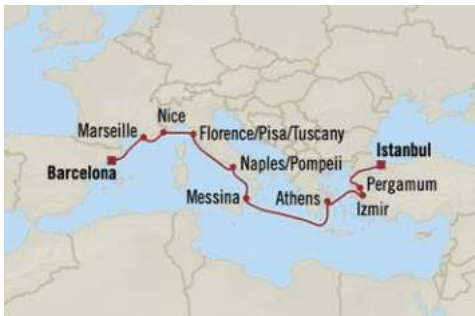 Nice
Marseille
Florence/Pisa/Tuscany
Barcelona
Naples/Pompeii
Istanbul
Messina
Athens
Pergamum
Izmir